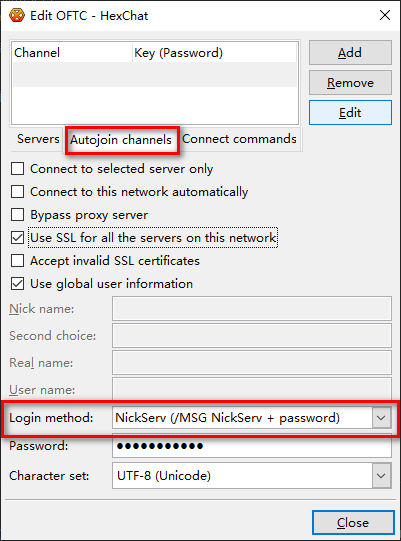 Edit OFTC - HexChat
Channel Key (Password)
Add
Remove
Edit
Servers Autojoin channels Connect commands
Connect to selected server only
Connect to this network automatically
Bypass proxy server
Use SSL for all the servers on this network
Accept invalid SSL certificates
Use global user information
Nick name:
Second choice:
Real name:
User name:
Login method: NickServ (/MSG NickServ + password)
Password: ●●●●●●●●●●●
Character set: UTF-8 (Unicode)
Close